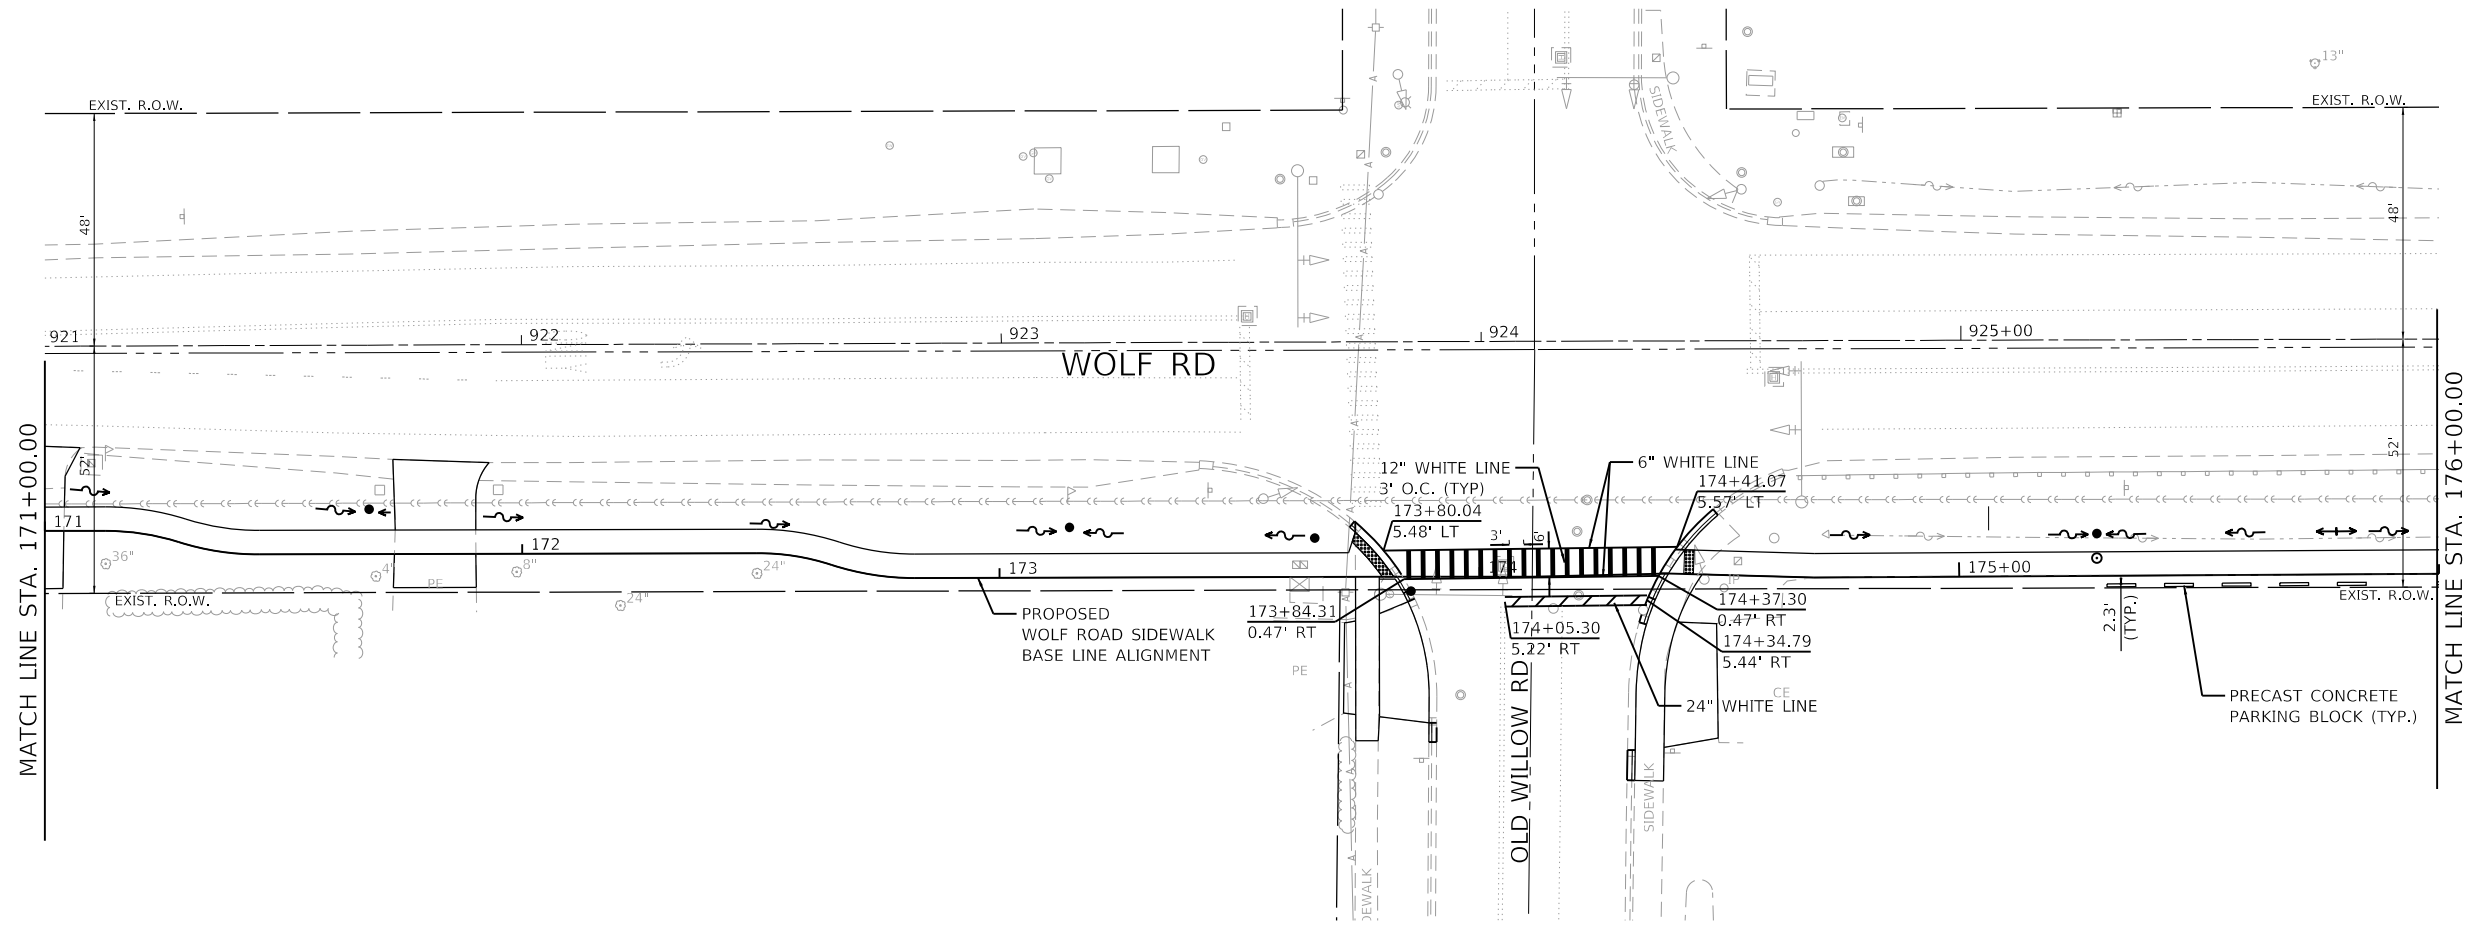 13"
SIDEWALK
EXIST. R.O.W.
EXIST. R.O.W.
A
A
A
A
A
A
48'
48'
921
922
923
924
925+00
WOLF RD
MATCH LINE STA. 171+00.00
MATCH LINE STA. 176+00.00
52'
52'
12" WHITE LINE
3' O.C. (TYP)
6" WHITE LINE
173+80.04
5.48' LT
174+41.07
5.57' LT
3'
6'
171
172
173
174
175+00
36"
4"
PE
8"
24"
24"
IP
EXIST. R.O.W.
EXIST. R.O.W.
PROPOSED
WOLF ROAD SIDEWALK
BASE LINE ALIGNMENT
173+84.31
0.47' RT
174+05.30
5.22' RT
174+37.30
0.47' RT
174+34.79
5.44' RT
2.3'
(TYP.)
PE
CE
24" WHITE LINE
PRECAST CONCRETE
PARKING BLOCK (TYP.)
OLD WILLOW RD
A
A
A
SIDEWALK
DEWALK